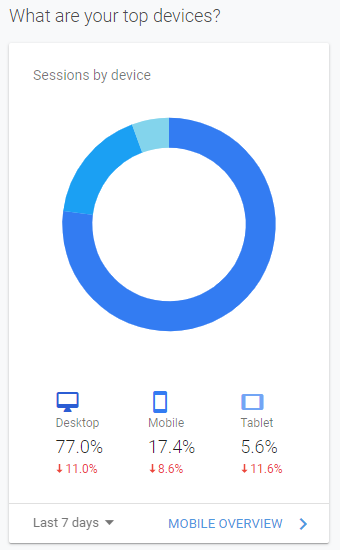 What are your top devices?
Sessions by device
Desktop Mobile Tablet
77.0% 17.4% 5.6%
↓11.0% ↓8.6% ↓11.6%
Last 7 days MOBILE OVERVIEW